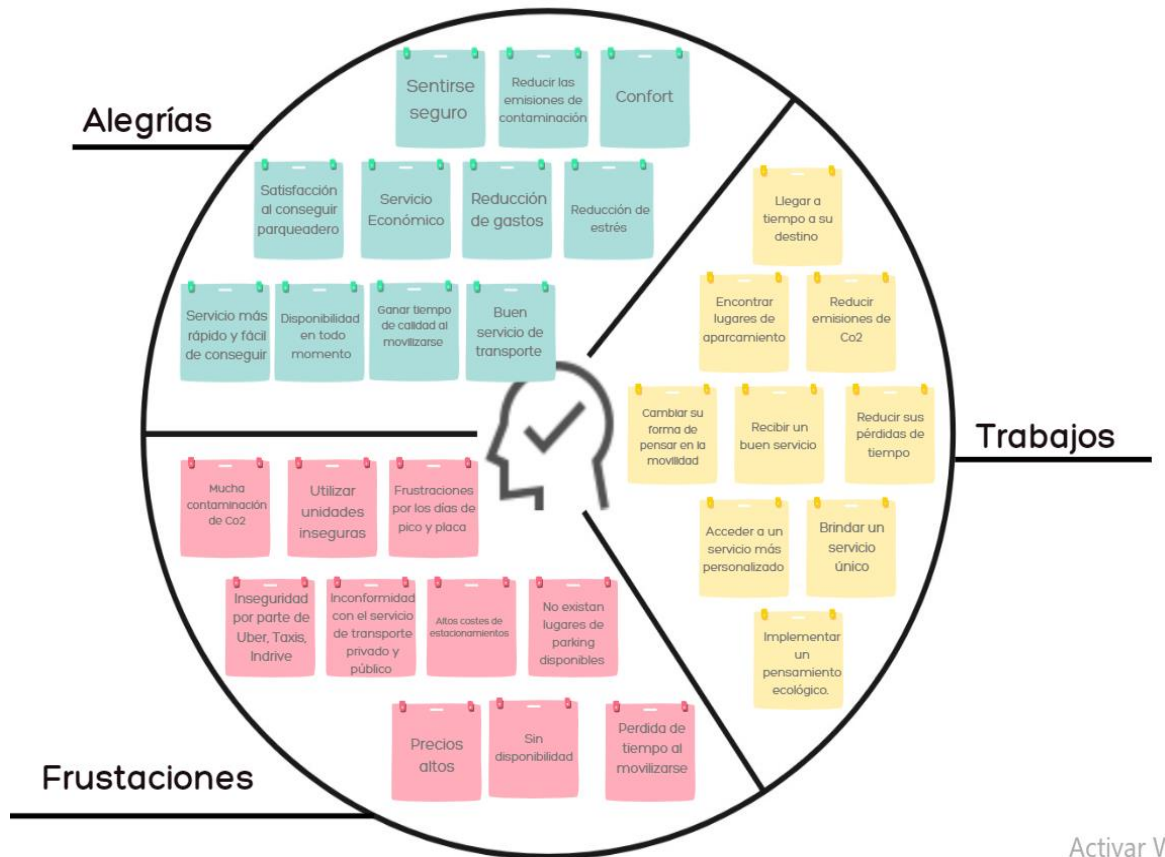 Alegrías
Sentirse
seguro
Reducir las
emisiones de
contaminación
Confort
Satisfacción
al conseguir
parqueadero
Servicio
Económico
Reducción
de gastos
Reducción de
estrés
Servicio más
rápido y fácil
de conseguir
Disponibilidad
en todo
momento
Ganar tiempo
de calidad al
movilizarse
Buen
servicio de
transporte
Trabajos
Llegar a
tiempo a su
destino
Encontrar
lugares de
aparcamiento
Reducir
emisiones de
Co2
Cambiar su
forma de
pensar en la
movilidad
Recibir un
buen servicio
Reducir sus
pérdidas de
tiempo
Acceder a un
servicio más
personalizado
Brindar un
servicio
único
Implementar
un
pensamiento
ecológico.
Frustaciones
Mucha
contaminación
de Co2
Utilizar
unidades
inseguras
Frustraciones
por los días de
pico y placa
Inseguridad
por parte de
Uber, Taxis,
Indrive
Inconformidad
con el servicio
de transporte
privado y
público
Altos costes de
estacionamientos
No existan
lugares de
parking
disponibles
Precios
altos
Sin
disponibilidad
Perdida de
tiempo al
movilizarse
Activar